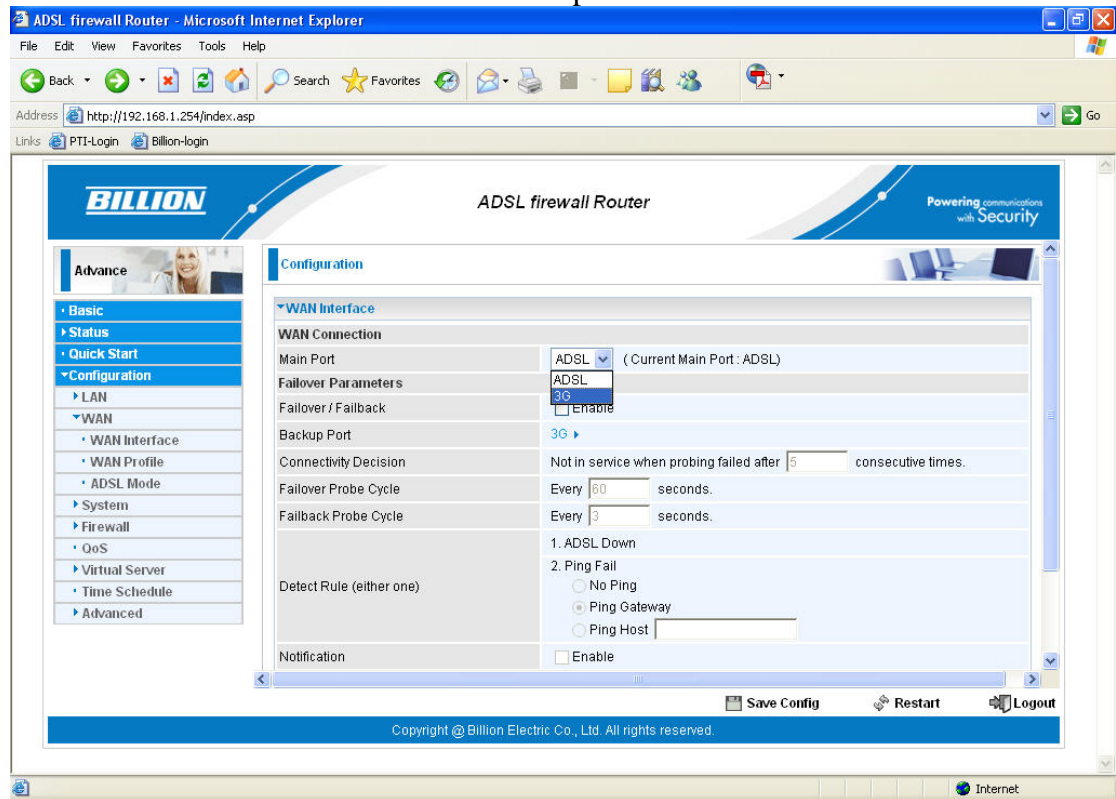 ADSL firewall Router - Microsoft Internet Explorer
File Edit View Favorites Tools Help
Back Search Favorites
Address http://192.168.1.254/index.asp Go
Links PTI-Login Billion-login
BILLION
ADSL firewall Router
Powering communications
with Security
Advance
Configuration
Basic
Status
Quick Start
Configuration
LAN
WAN
WAN Interface
WAN Profile
ADSL Mode
System
Firewall
QoS
Virtual Server
Time Schedule
Advanced
WAN Interface
WAN Connection
Main Port ADSL ( Current Main Port : ADSL)
ADSL
3G
Failover Parameters
Failover / Failback Enable
Backup Port 3G
Connectivity Decision Not in service when probing failed after 5 consecutive times.
Failover Probe Cycle Every 60 seconds.
Failback Probe Cycle Every 3 seconds.
Detect Rule (either one)
1. ADSL Down
2. Ping Fail
No Ping
Ping Gateway
Ping Host
Notification Enable
Save Config Restart Logout
Copyright @ Billion Electric Co., Ltd. All rights reserved.
Internet